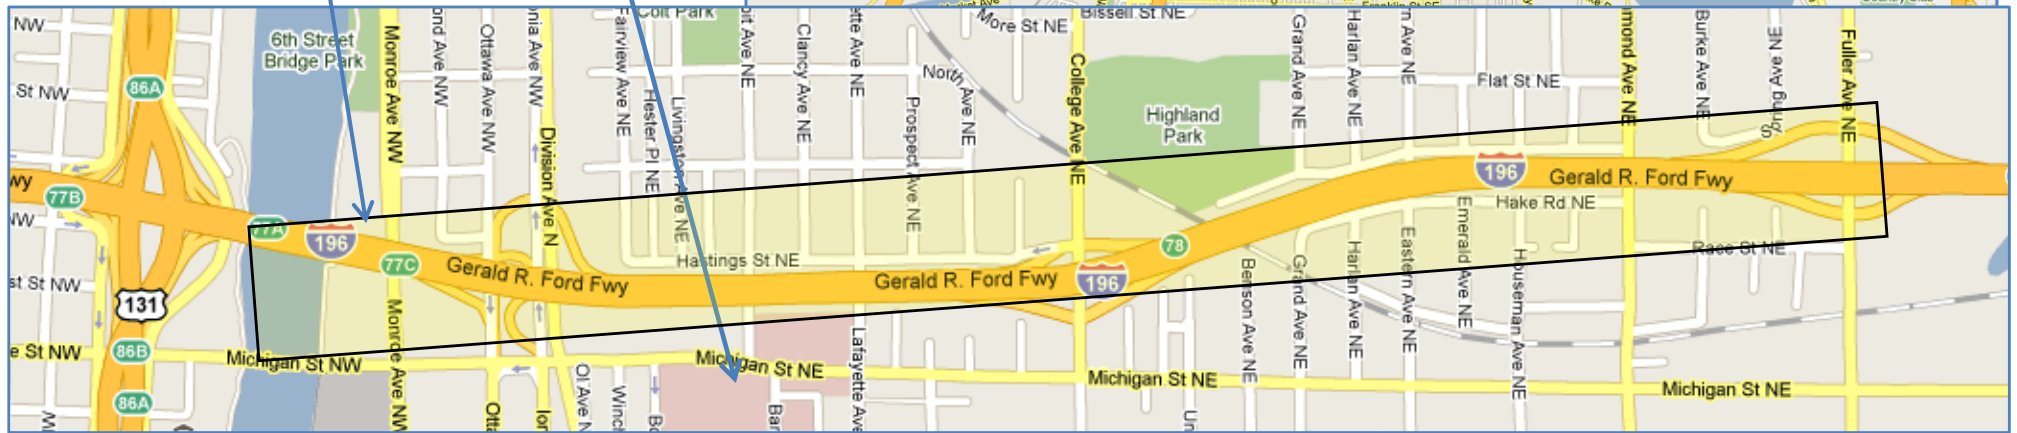 NW
6th Street
Bridge Park
Monroe Ave NW
Ottawa Ave NW
Colt Park
Clancy Ave NE
More St NE
Bissell St NE
College Ave NE
Grand Ave NE
Harlan Ave NE
Burke Ave NE
Fuller Ave NE
86A
St NW
Division Ave N
Fairview Ave NE
Hester Pl NE
Livingston Ave NE
Prospect Ave NE
North Ave NE
Highland
Park
Flat St NE
77B
77A
196
77C
Gerald R. Ford Fwy
Hastings St NE
Gerald R. Ford Fwy
196
78
196
Gerald R. Ford Fwy
Hake Rd NE
Race St NE
NW
St NW
131
Monroe Ave NW
Lafayette Ave
Benson Ave NE
Grand Ave NE
Harlan Ave NE
Eastern Ave NE
Emerald Ave NE
Houseman Ave NE
St NW
86B
Michigan St NW
Michigan St NE
Michigan St NE
Michigan St NE
86A